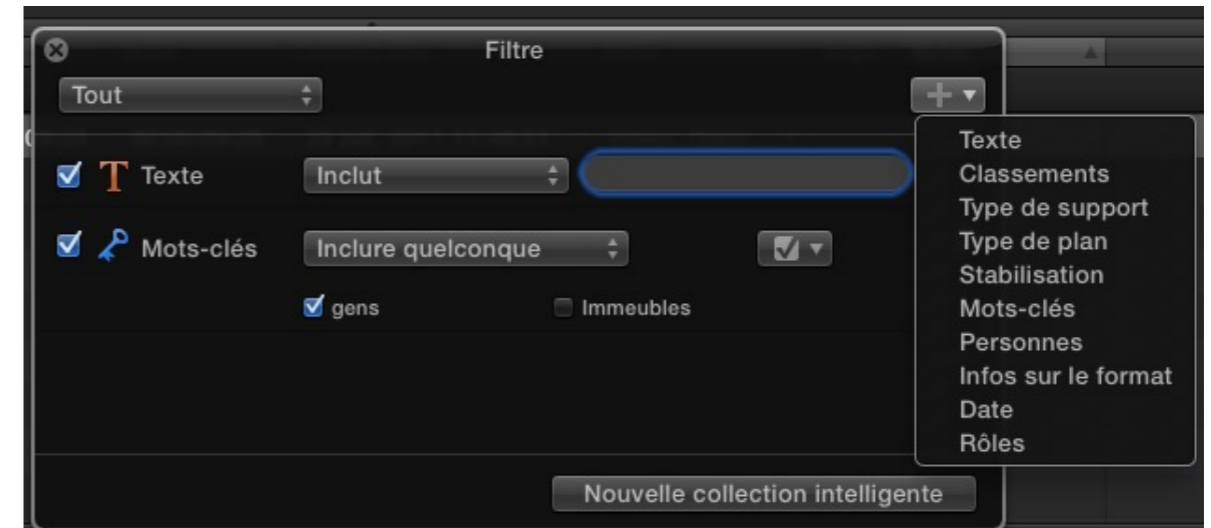 Filtre
Tout
Texte
Inclut
Mots-clés
Inclure quelconque
gens
Immeubles
Nouvelle collection intelligente
Texte
Classements
Type de support
Type de plan
Stabilisation
Mots-clés
Personnes
Infos sur le format
Date
Rôles